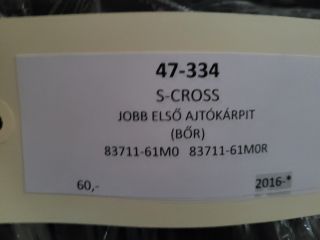 47-334
S-CROSS
JOBB ELSŐ AJTÓKÁRPIT
(BŐR)
83711-61M0 83711-61M0R
60,- 2016-*